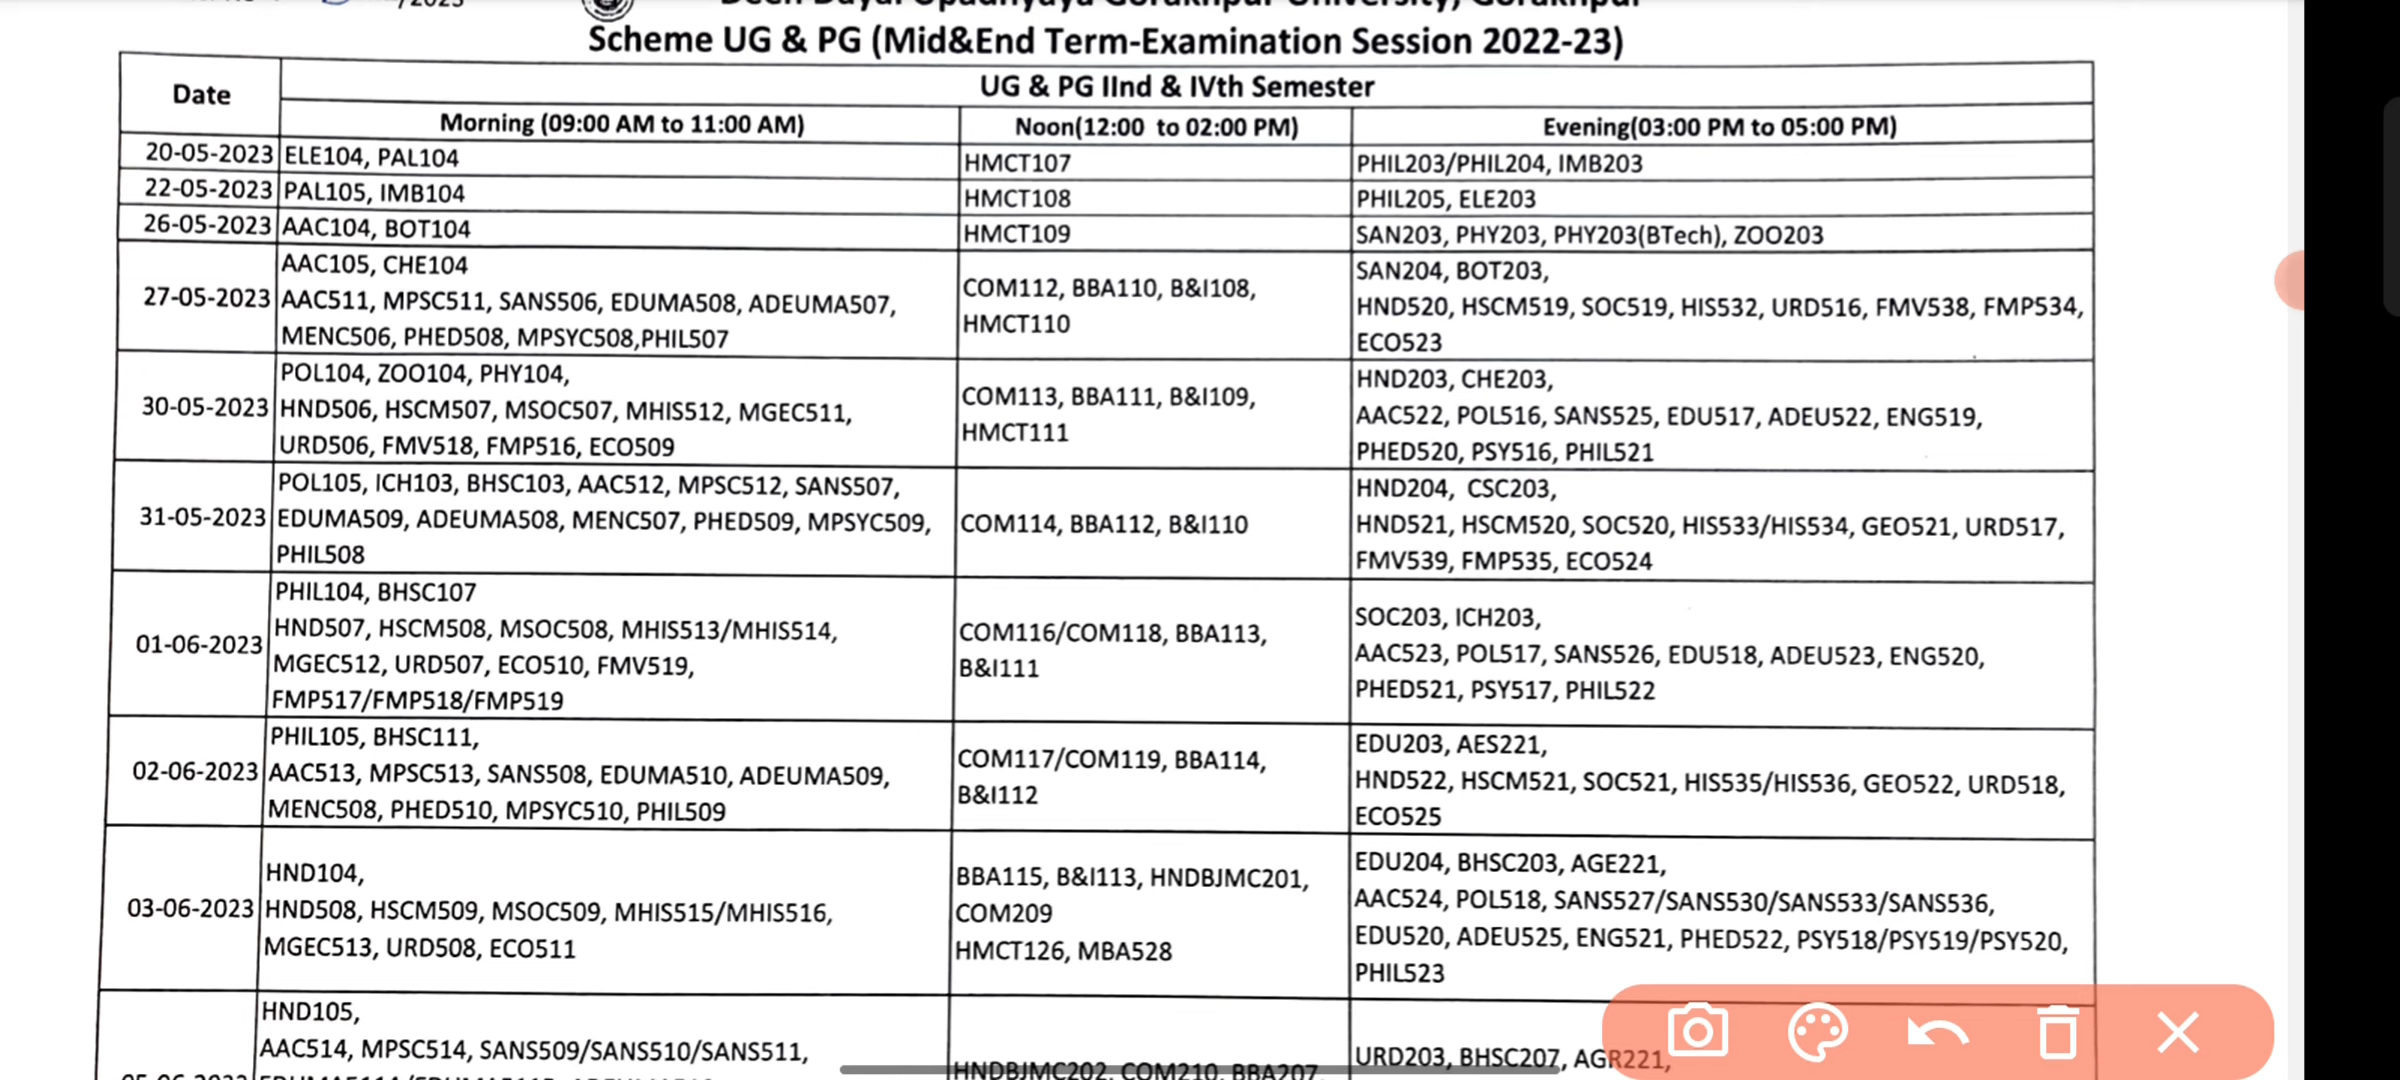 Deen Dayal Upadhyaya Gorakhpur University, Gorakhpur
Scheme UG & PG (Mid&End Term-Examination Session 2022-23)
Date
UG & PG IInd & IVth Semester
Morning (09:00 AM to 11:00 AM)
Noon(12:00 to 02:00 PM)
Evening(03:00 PM to 05:00 PM)
20-05-2023
ELE104, PAL104
HMCT107
PHIL203/PHIL204, IMB203
22-05-2023
PAL105, IMB104
HMCT108
PHIL205, ELE203
26-05-2023
AAC104, BOT104
HMCT109
SAN203, PHY203, PHY203(BTech), ZOO203
27-05-2023
AAC105, CHE104
AAC511, MPSC511, SANS506, EDUMA508, ADEUMA507,
MENC506, PHED508, MPSYC508,PHIL507
COM112, BBA110, B&I108,
HMCT110
SAN204, BOT203,
HND520, HSCM519, SOC519, HIS532, URD516, FMV538, FMP534,
ECO523
30-05-2023
POL104, ZOO104, PHY104,
HND506, HSCM507, MSOC507, MHIS512, MGEC511,
URD506, FMV518, FMP516, ECO509
COM113, BBA111, B&I109,
HMCT111
HND203, CHE203,
AAC522, POL516, SANS525, EDU517, ADEU522, ENG519,
PHED520, PSY516, PHIL521
31-05-2023
POL105, ICH103, BHSC103, AAC512, MPSC512, SANS507,
EDUMA509, ADEUMA508, MENC507, PHED509, MPSYC509,
PHIL508
COM114, BBA112, B&I110
HND204, CSC203,
HND521, HSCM520, SOC520, HIS533/HIS534, GEO521, URD517,
FMV539, FMP535, ECO524
01-06-2023
PHIL104, BHSC107
HND507, HSCM508, MSOC508, MHIS513/MHIS514,
MGEC512, URD507, ECO510, FMV519,
FMP517/FMP518/FMP519
COM116/COM118, BBA113,
B&I111
SOC203, ICH203,
AAC523, POL517, SANS526, EDU518, ADEU523, ENG520,
PHED521, PSY517, PHIL522
02-06-2023
PHIL105, BHSC111,
AAC513, MPSC513, SANS508, EDUMA510, ADEUMA509,
MENC508, PHED510, MPSYC510, PHIL509
COM117/COM119, BBA114,
B&I112
EDU203, AES221,
HND522, HSCM521, SOC521, HIS535/HIS536, GEO522, URD518,
ECO525
03-06-2023
HND104,
HND508, HSCM509, MSOC509, MHIS515/MHIS516,
MGEC513, URD508, ECO511
BBA115, B&I113, HNDBJMC201,
COM209
HMCT126, MBA528
EDU204, BHSC203, AGE221,
AAC524, POL518, SANS527/SANS530/SANS533/SANS536,
EDU520, ADEU525, ENG521, PHED522, PSY518/PSY519/PSY520,
PHIL523
HND105,
AAC514, MPSC514, SANS509/SANS510/SANS511,
HNDBJMC202, COM210, BBA207,
URD203, BHSC207, AGR221,